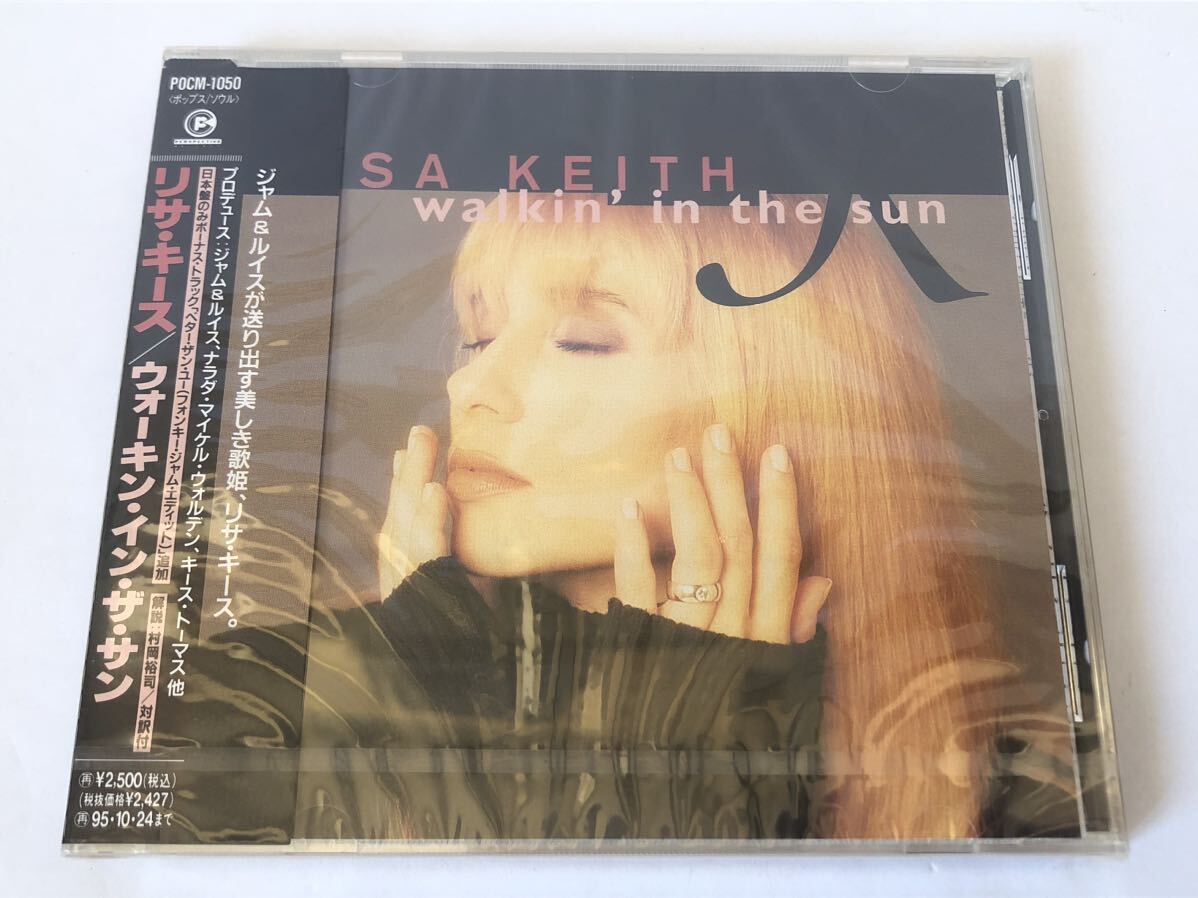 POCM-1050
〈ポップス/ソウル〉
PERSPECTIVE
ジャム&ルイスが送り出す美しき歌姫、リサ・キース。
プロデュース:ジャム&ルイス、ナラダ・マイケル・ウォルデン、キース・トーマス 他
日本盤のみボーナス・トラック「ベター・ザン・ユー(フォンキー・ジャム・エディット)」追加
解説:村岡裕司/対訳付
リサ・キース/ウォーキン・イン・ザ・サン
再¥2,500(税込)
(税抜価格¥2,427)
再95・10・24まで
SA KEITH
walkin' in the sun